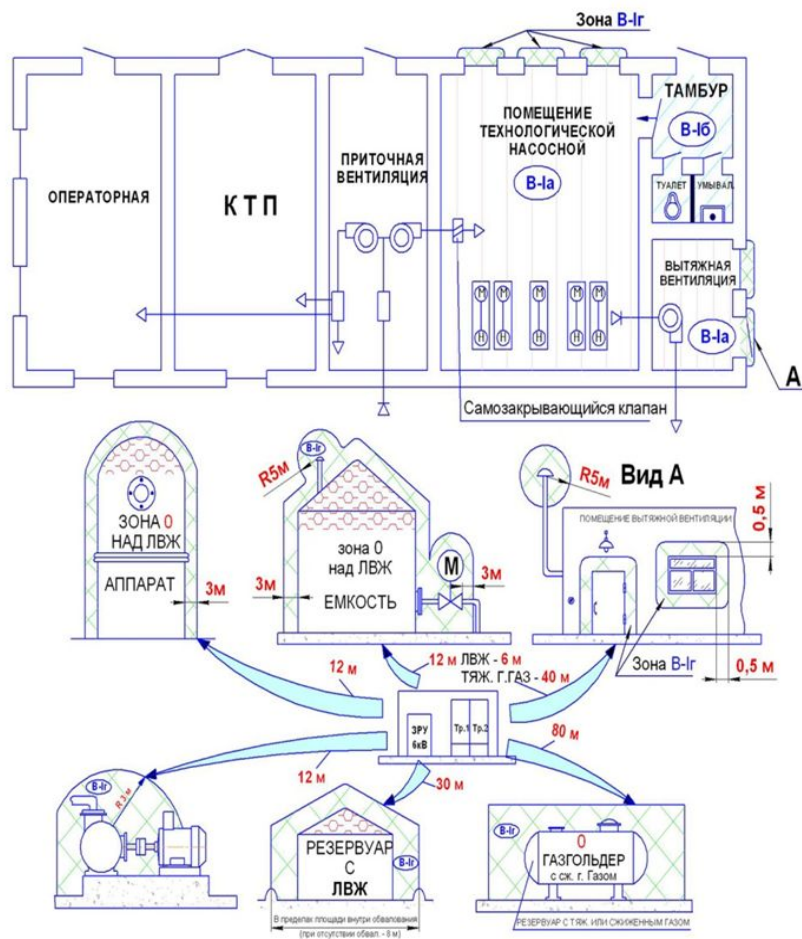 Зона В-Iг
ТАМБУР
В-Iб
ПОМЕЩЕНИЕ
ТЕХНОЛОГИЧЕСКОЙ
НАСОСНОЙ
В-Iа
ПРИТОЧНАЯ
ВЕНТИЛЯЦИЯ
КТП
ОПЕРАТОРНАЯ
ТУАЛЕТ
УМЫВАЛ.
ВЫТЯЖНАЯ
ВЕНТИЛЯЦИЯ
В-Iа
М М М М М
Н Н Н Н Н
А
Самозакрывающийся клапан
ЗОНА 0
НАД ЛВЖ
АППАРАТ
3м
В-Iг
R5м
зона 0
над ЛВЖ
ЕМКОСТЬ
3м
М
3м
R5м
Вид А
ПОМЕЩЕНИЕ ВЫТЯЖНОЙ ВЕНТИЛЯЦИИ
0,5 м
Зона В-Iг
0,5 м
12 м
12 м ЛВЖ - 6 м
ТЯЖ. Г.ГАЗ - 40 м
ЗРУ
6кВ
Тр.1 Тр.2
12 м
30 м
80 м
В-Iг
R 3 м
РЕЗЕРВУАР
С
ЛВЖ
В-Iг
В пределах площади внутри обвалования
(при отсутствии обвал. - 8 м)
В-Iг
0
ГАЗГОЛЬДЕР
с сж. г. Газом
РЕЗЕРВУАР С ТЯЖ. ИЛИ СЖИЖЕННЫМ ГАЗОМ